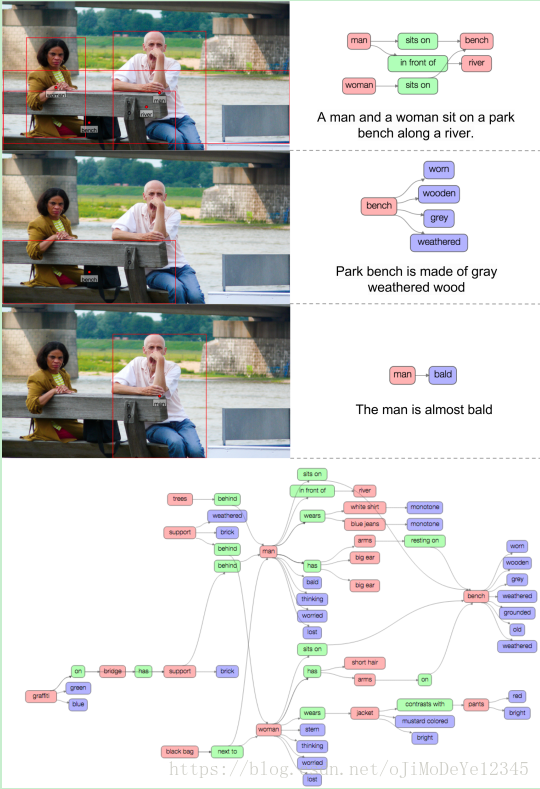 man
sits on
bench
in front of
river
woman
sits on
A man and a woman sit on a park
bench along a river.
woman
man
river
bench
worn
wooden
bench
grey
weathered
Park bench is made of gray
weathered wood
bench
man
bald
The man is almost bald
man
sits on
in front of
river
trees
behind
white shirt
monotone
weathered
wears
blue jeans
monotone
support
brick
arms
resting on
worn
behind
man
big ear
wooden
behind
has
grey
bald
big ear
bench
weathered
thinking
grounded
worried
old
lost
weathered
sits on
short hair
on
bridge
has
support
brick
has
arms
on
graffiti
green
blue
contrasts with
pants
red
wears
jacket
bright
woman
stern
mustard colored
black bag
next to
thinking
bright
worried
lost
https://blog.csdn.net/ojiMoDeYe12345